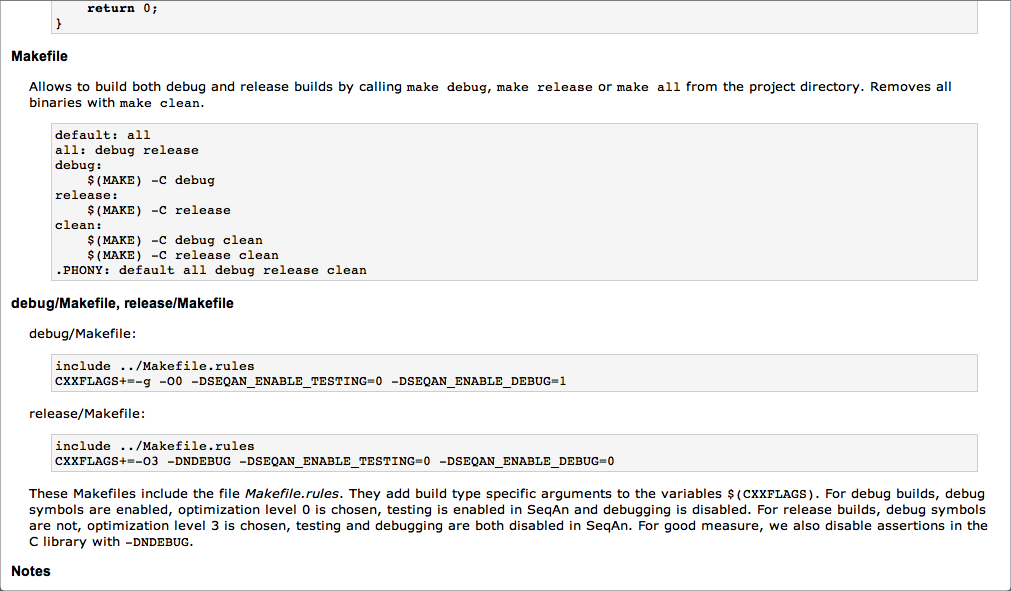 return 0;
}
Makefile
Allows to build both debug and release builds by calling make debug, make release or make all from the project directory. Removes all
binaries with make clean.
default: all
all: debug release
debug:
    $(MAKE) -C debug
release:
    $(MAKE) -C release
clean:
    $(MAKE) -C debug clean
    $(MAKE) -C release clean
.PHONY: default all debug release clean
debug/Makefile, release/Makefile
debug/Makefile:
include ../Makefile.rules
CXXFLAGS+=-g -O0 -DSEQAN_ENABLE_TESTING=0 -DSEQAN_ENABLE_DEBUG=1
release/Makefile:
include ../Makefile.rules
CXXFLAGS+=-O3 -DNDEBUG -DSEQAN_ENABLE_TESTING=0 -DSEQAN_ENABLE_DEBUG=0
These Makefiles include the file Makefile.rules. They add build type specific arguments to the variables $(CXXFLAGS). For debug builds, debug
symbols are enabled, optimization level 0 is chosen, testing is enabled in SeqAn and debugging is disabled. For release builds, debug symbols
are not, optimization level 3 is chosen, testing and debugging are both disabled in SeqAn. For good measure, we also disable assertions in the
C library with -DNDEBUG.
Notes